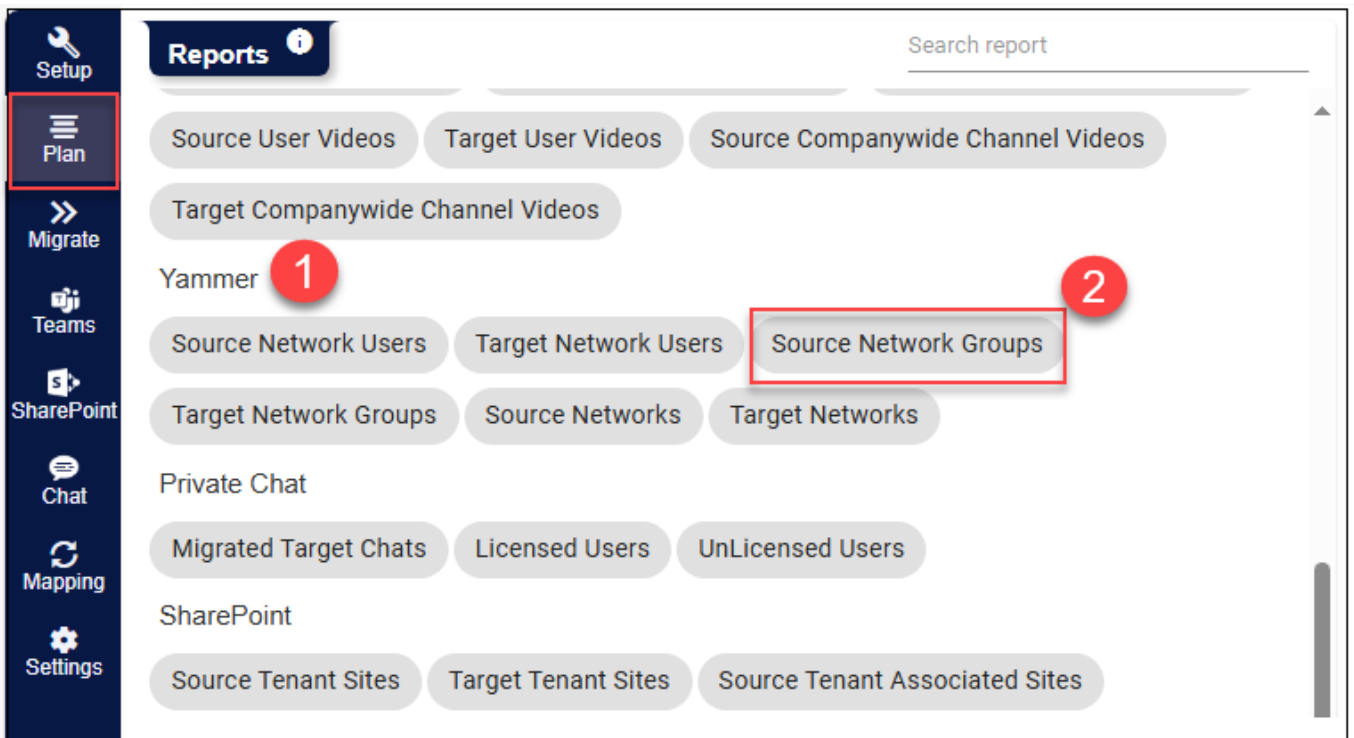 Setup
Plan
Migrate
Teams
SharePoint
Chat
Mapping
Settings
Reports
Search report
Source User Videos Target User Videos Source Companywide Channel Videos
Target Companywide Channel Videos
Yammer 1
2
Source Network Users Target Network Users Source Network Groups
Target Network Groups Source Networks Target Networks
Private Chat
Migrated Target Chats Licensed Users UnLicensed Users
SharePoint
Source Tenant Sites Target Tenant Sites Source Tenant Associated Sites